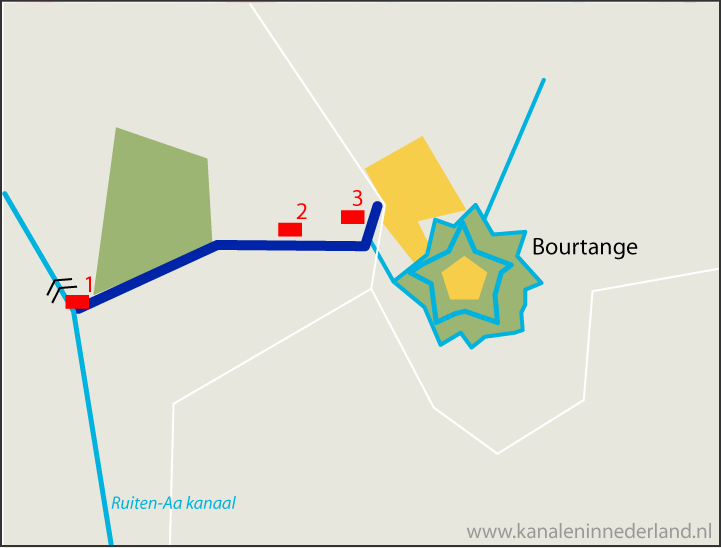 3
2
Bourtange
1
Ruiten-Aa kanaal
www.kanaleninnederland.nl